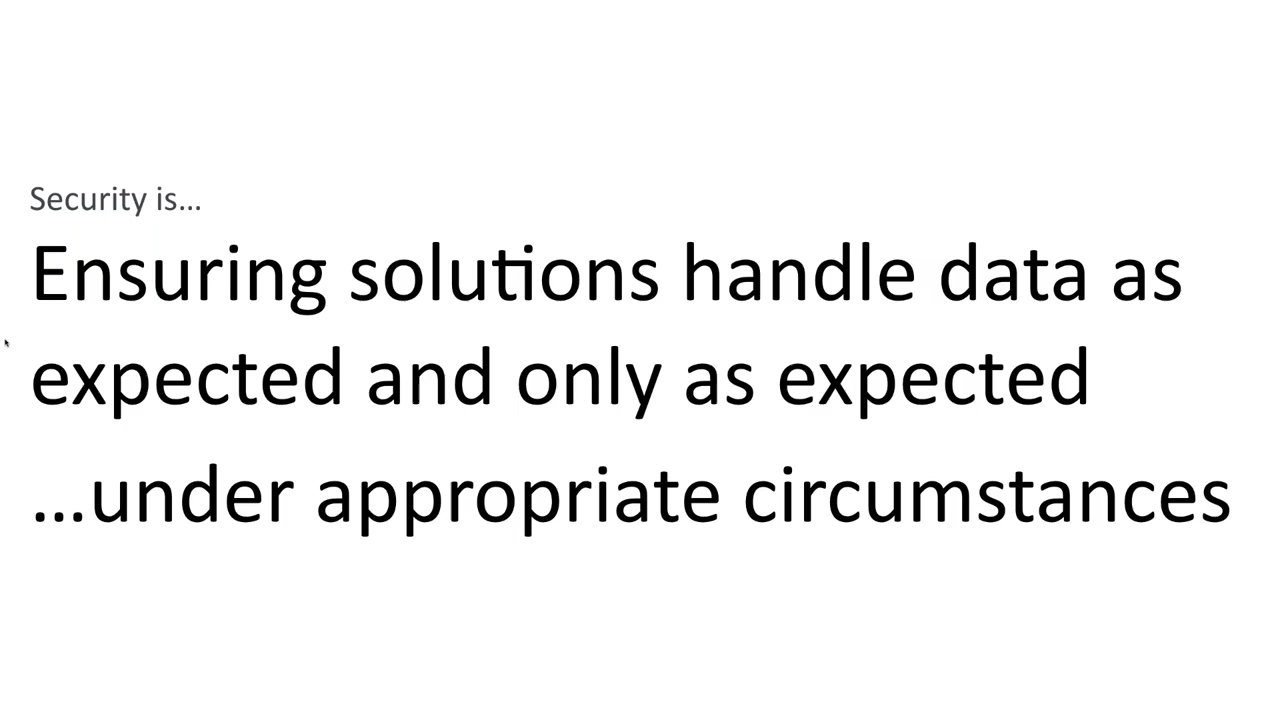 Security is...
Ensuring solutions handle data as
expected and only as expected
...under appropriate circumstances